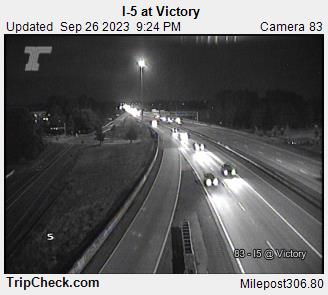 I-5 at Victory
Updated Sep 26 2023 9:24 PM Camera 83
T
S
83 - I5 @ Victory
TripCheck.com Milepost306.80